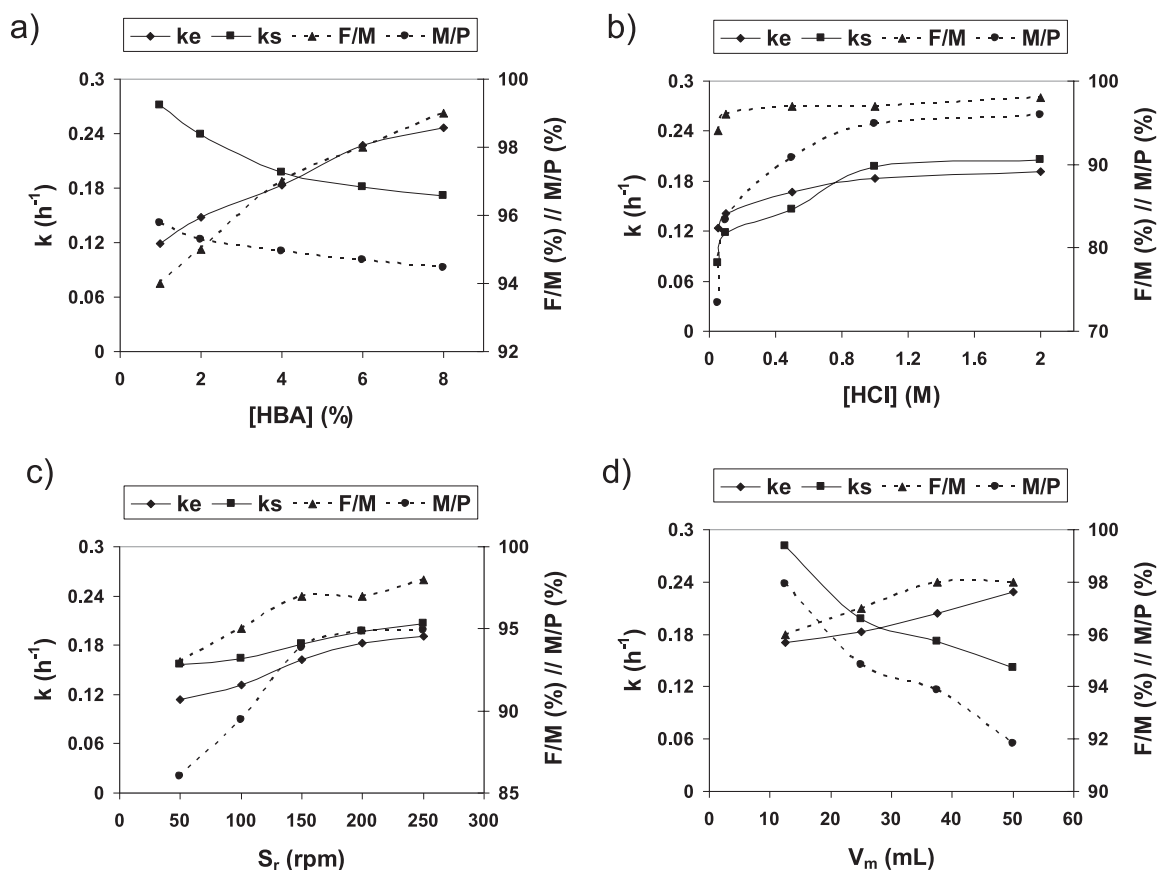 a)
ke ks F/M M/P
0.3
0.24
0.18
0.12
0.06
0
k (h⁻¹)
100
98
96
94
92
F/M (%) // M/P (%)
0 2 4 6 8
[HBA] (%)
b)
ke ks F/M M/P
0.3
0.24
0.18
0.12
0.06
0
k (h⁻¹)
100
90
80
70
F/M (%) // M/P (%)
0 0.4 0.8 1.2 1.6 2
[HCl] (M)
c)
ke ks F/M M/P
0.3
0.24
0.18
0.12
0.06
0
k (h⁻¹)
100
95
90
85
F/M (%) // M/P (%)
0 50 100 150 200 250 300
Sr (rpm)
d)
ke ks F/M M/P
0.3
0.24
0.18
0.12
0.06
0
k (h⁻¹)
100
98
96
94
92
90
F/M (%) // M/P (%)
0 10 20 30 40 50 60
Vm (mL)